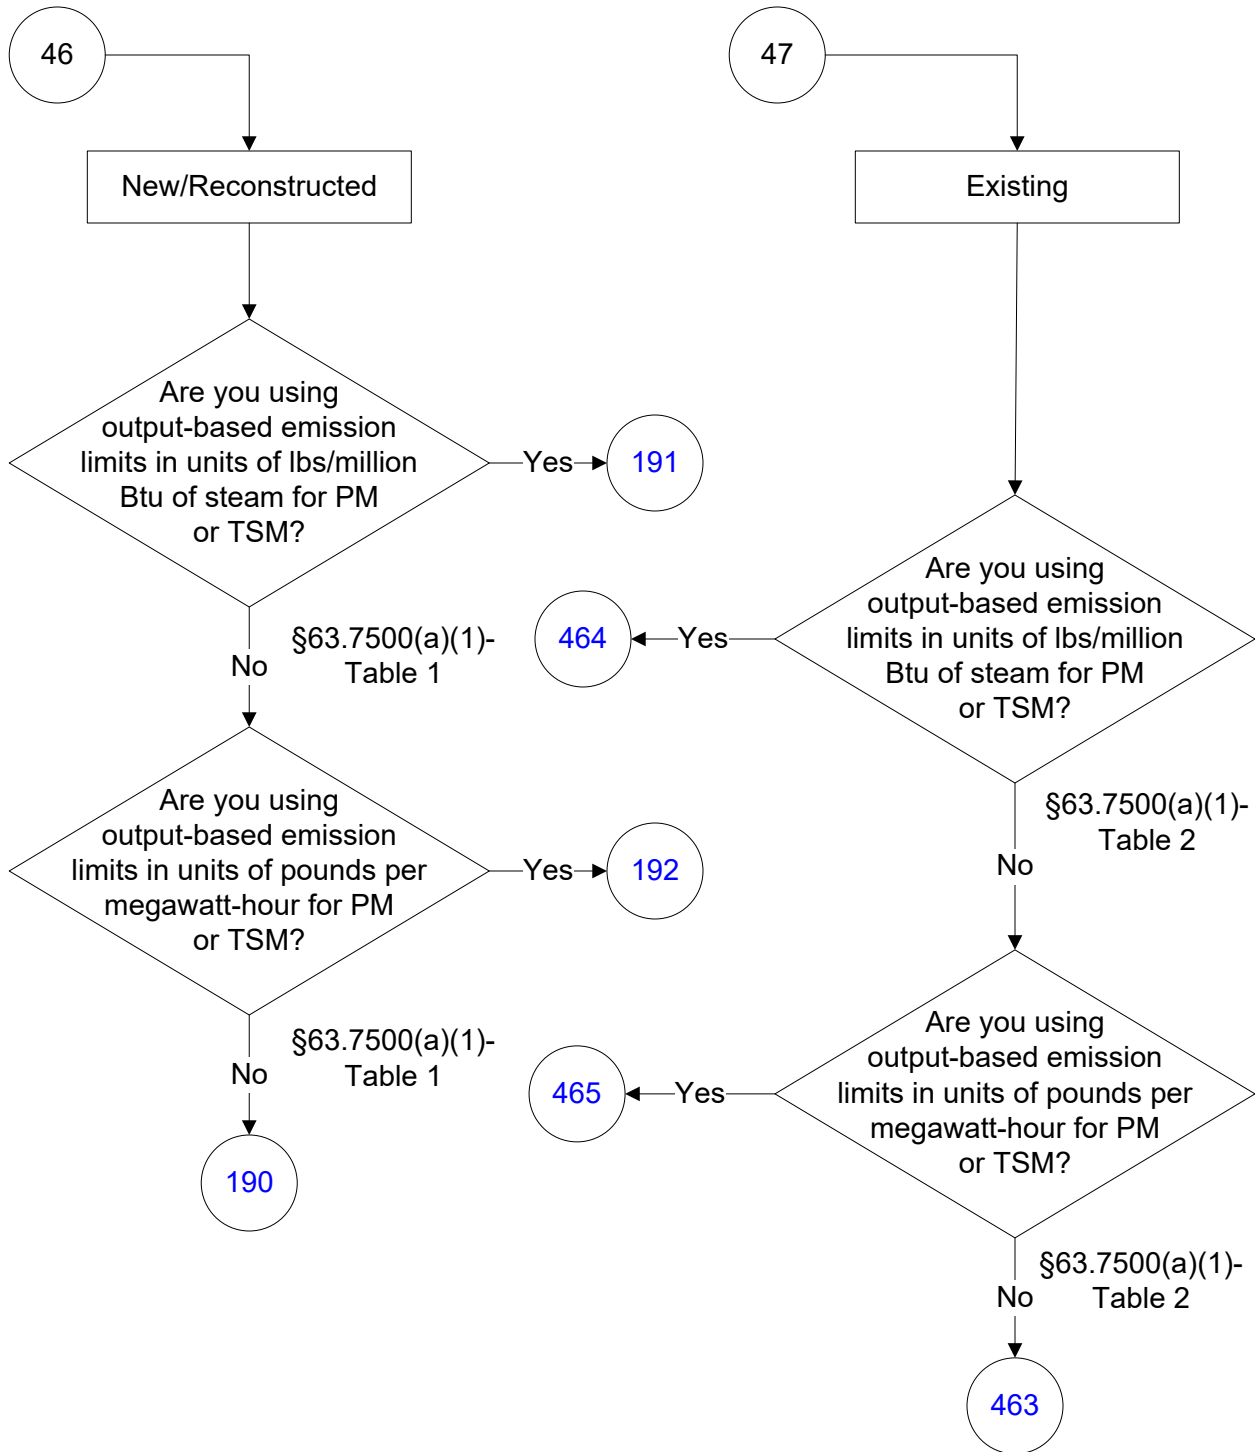 46
New/Reconstructed
Are you using
output-based emission
limits in units of lbs/million
Btu of steam for PM
or TSM?
Yes
191
§63.7500(a)(1)-
Table 1
No
Are you using
output-based emission
limits in units of pounds per
megawatt-hour for PM
or TSM?
Yes
192
§63.7500(a)(1)-
Table 1
No
190
47
Existing
Are you using
output-based emission
limits in units of lbs/million
Btu of steam for PM
or TSM?
Yes
464
§63.7500(a)(1)-
Table 2
No
Are you using
output-based emission
limits in units of pounds per
megawatt-hour for PM
or TSM?
Yes
465
§63.7500(a)(1)-
Table 2
No
463